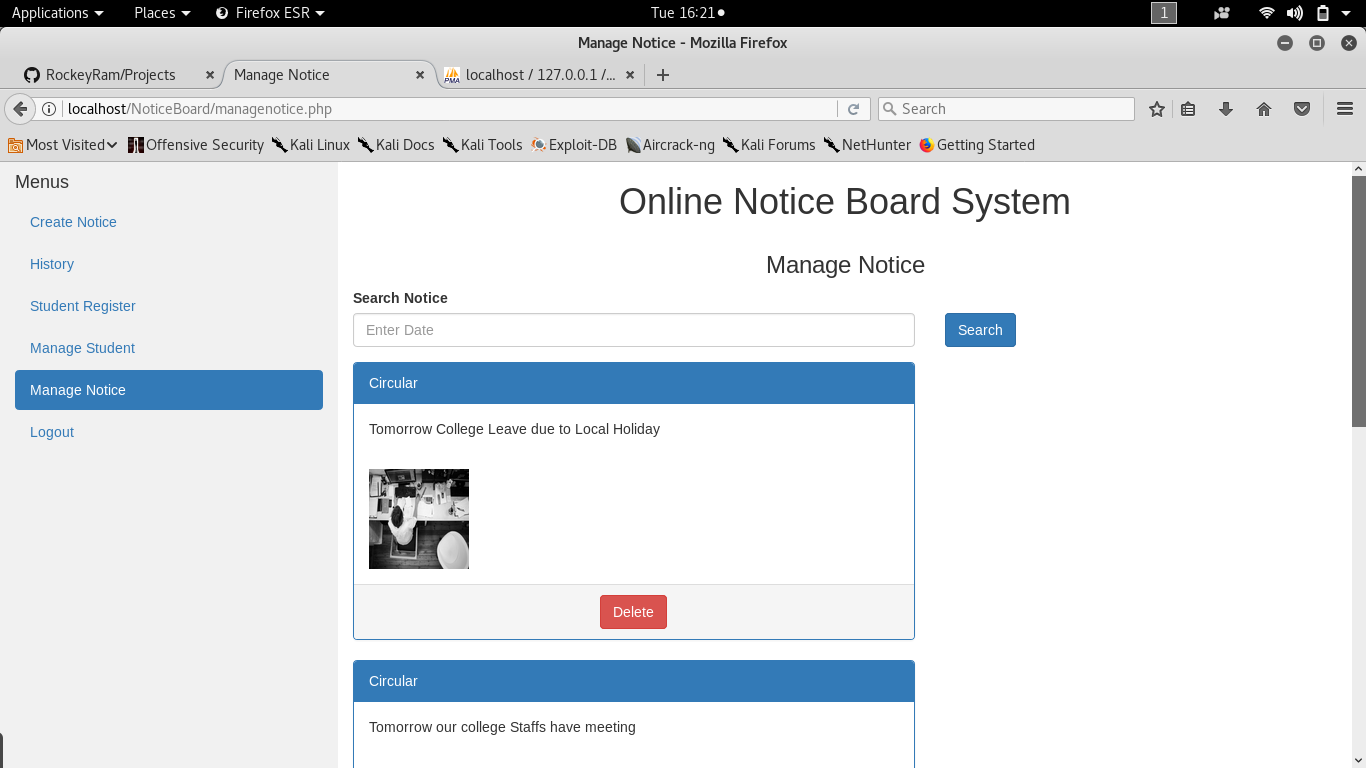 Applications Places Firefox ESR Tue 16:21 1
Manage Notice - Mozilla Firefox
RockeyRam/Projects Manage Notice PMA localhost / 127.0.0.1 /...
localhost/NoticeBoard/managenotice.php Search
Most Visited Offensive Security Kali Linux Kali Docs Kali Tools Exploit-DB Aircrack-ng Kali Forums NetHunter Getting Started
Menus
Create Notice
History
Student Register
Manage Student
Manage Notice
Logout
Online Notice Board System
Manage Notice
Search Notice
Enter Date Search
Circular
Tomorrow College Leave due to Local Holiday
Delete
Circular
Tomorrow our college Staffs have meeting